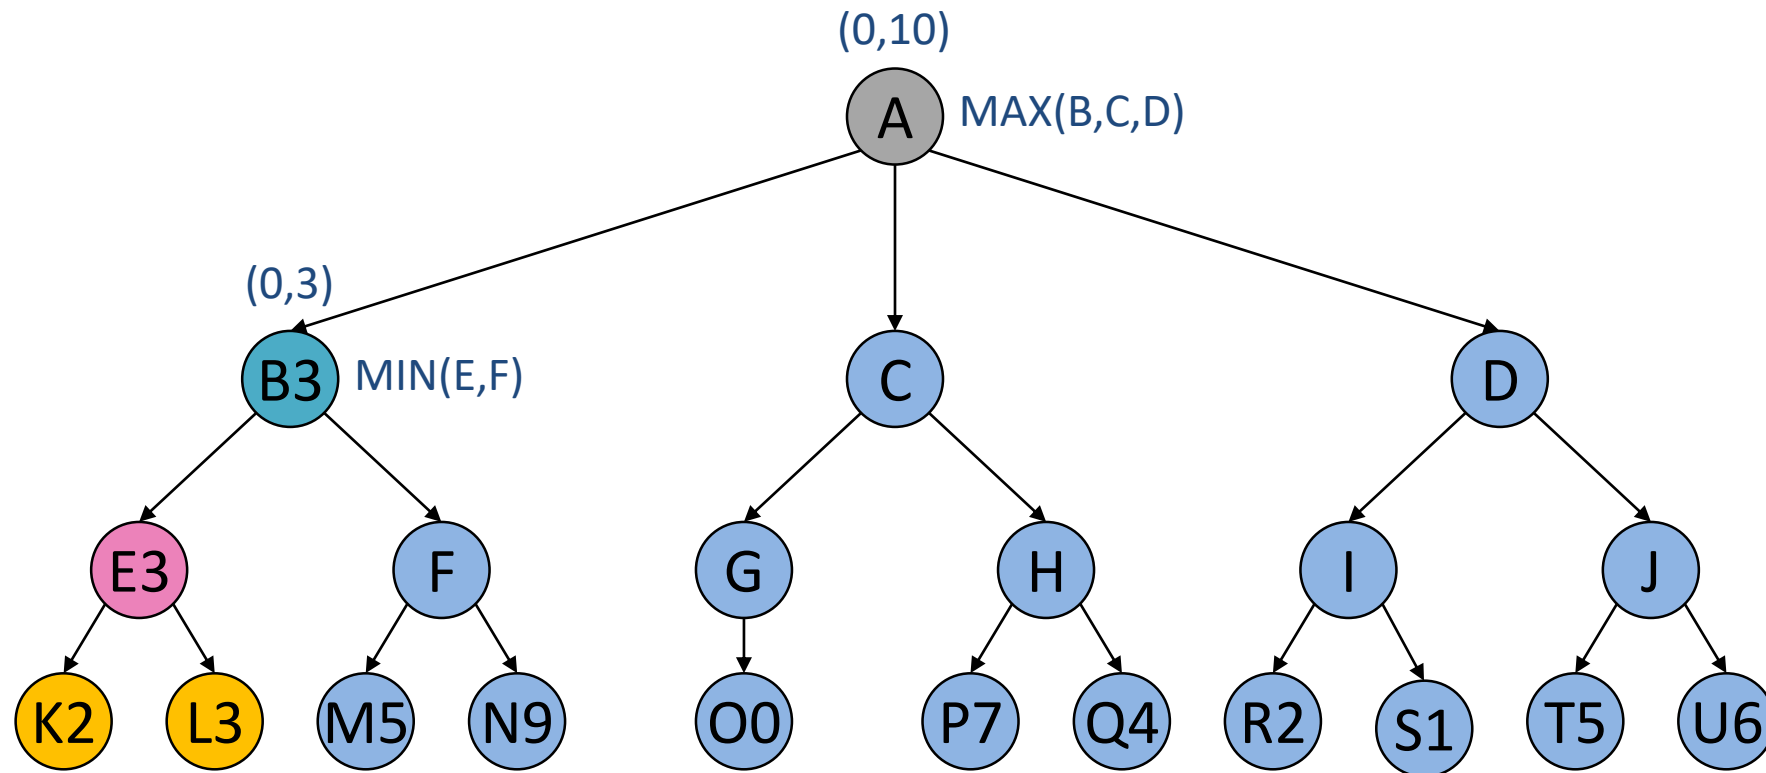 (0,10)
A MAX(B,C,D)
(0,3)
B3 MIN(E,F) C D
E3 F G H I J
K2 L3 M5 N9 O0 P7 Q4 R2 S1 T5 U6